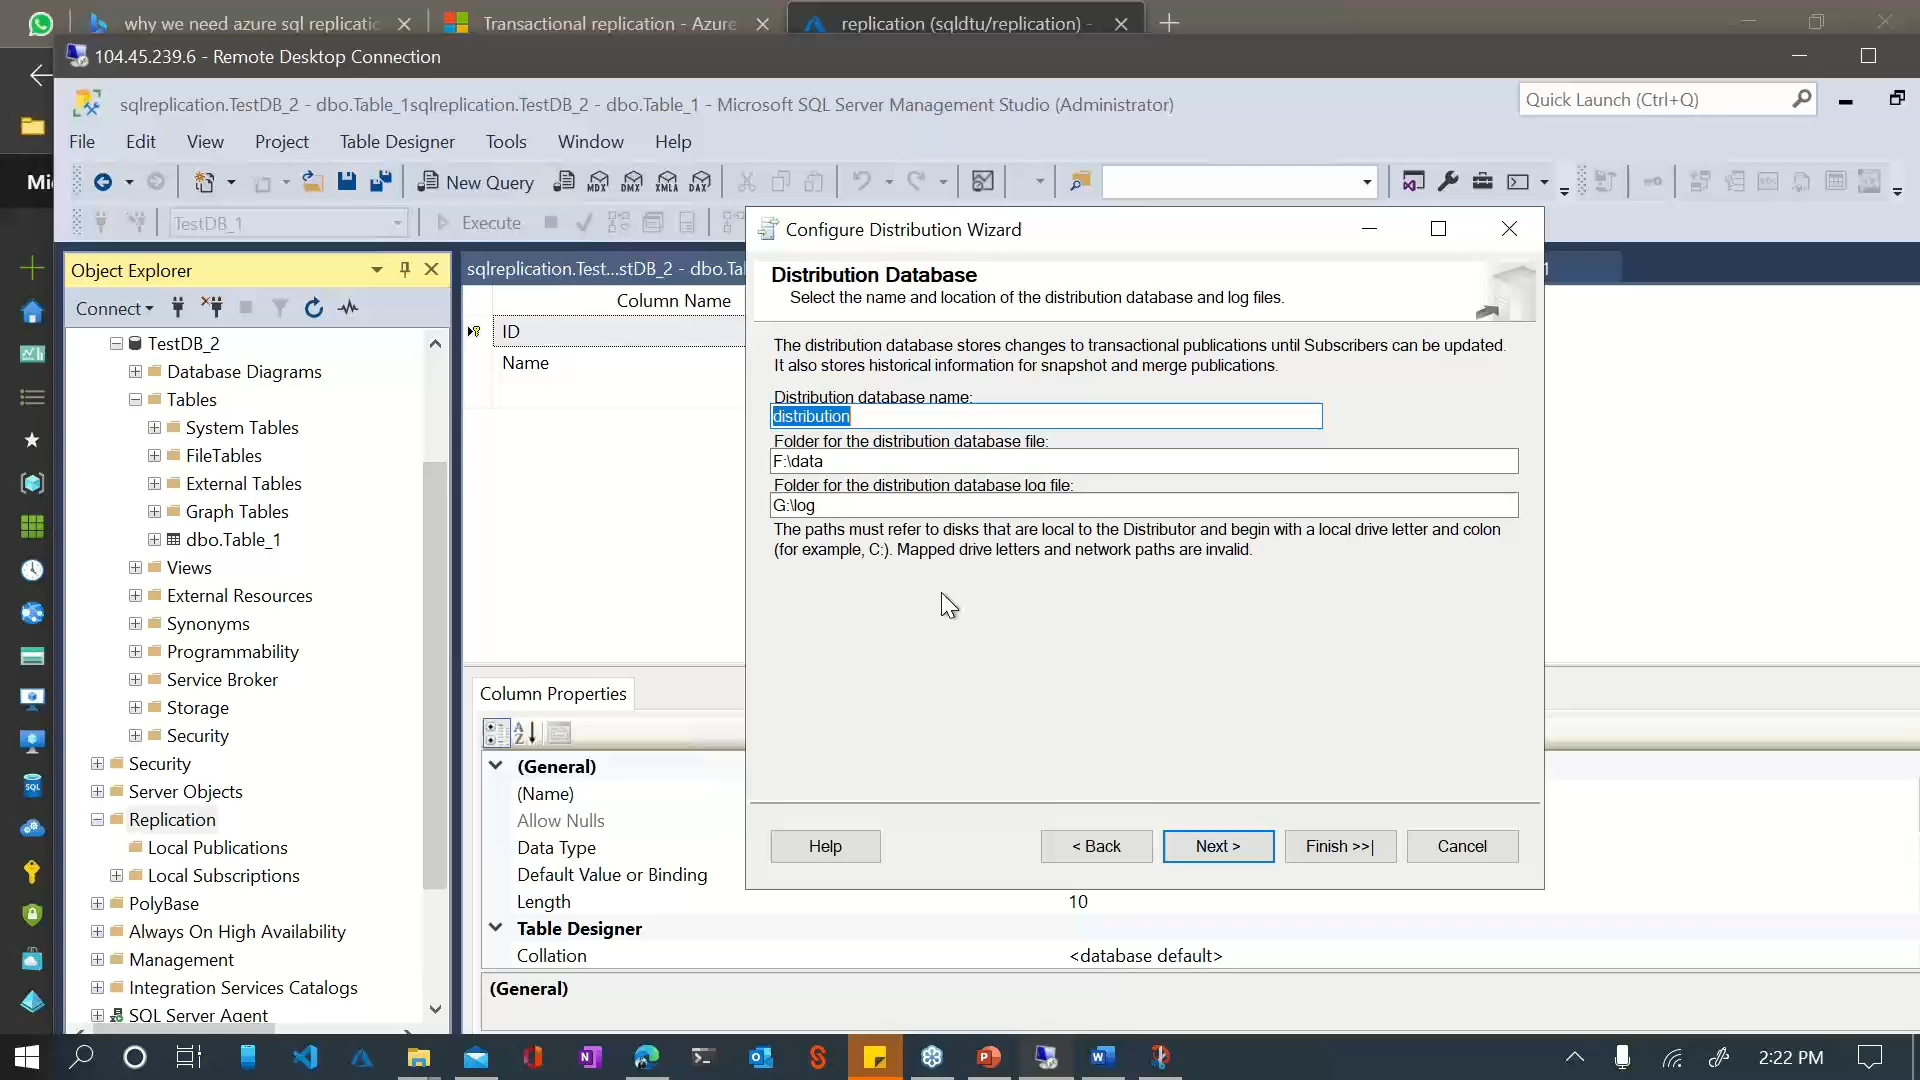 why we need azure sql replicatic
Transactional replication - Azure
replication (sqldtu/replication) -
104.45.239.6 - Remote Desktop Connection
sqlreplication.TestDB_2 - dbo.Table_1sqlreplication.TestDB_2 - dbo.Table_1 - Microsoft SQL Server Management Studio (Administrator)
Quick Launch (Ctrl+Q)
File Edit View Project Table Designer Tools Window Help
Mi
New Query
MDX DMX XMLA DAX
TestDB_1
Execute
Object Explorer
Connect
TestDB_2
Database Diagrams
Tables
System Tables
FileTables
External Tables
Graph Tables
dbo.Table_1
Views
External Resources
Synonyms
Programmability
Service Broker
Storage
Security
Security
Server Objects
Replication
Local Publications
Local Subscriptions
PolyBase
Always On High Availability
Management
Integration Services Catalogs
SQL Server Agent
sqlreplication.Test...stDB_2 - dbo.Ta
Column Name
ID
Name
Column Properties
(General)
(Name)
Allow Nulls
Data Type
Default Value or Binding
Length 10
Table Designer
Collation <database default>
(General)
Configure Distribution Wizard
Distribution Database
Select the name and location of the distribution database and log files.
The distribution database stores changes to transactional publications until Subscribers can be updated.
It also stores historical information for snapshot and merge publications.
Distribution database name:
distribution
Folder for the distribution database file:
F:\data
Folder for the distribution database log file:
G:\log
The paths must refer to disks that are local to the Distributor and begin with a local drive letter and colon
(for example, C:). Mapped drive letters and network paths are invalid.
Help
< Back
Next >
Finish >>|
Cancel
2:22 PM